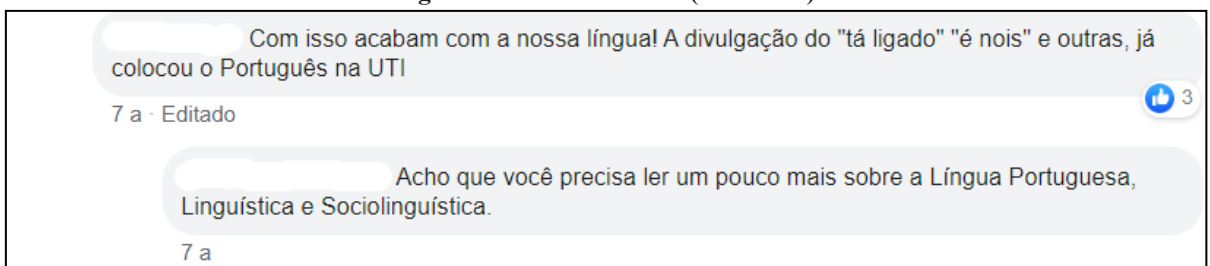 Com isso acabam com a nossa língua! A divulgação do "tá ligado" "é nois" e outras, já
colocou o Português na UTI
3
7 a · Editado
Acho que você precisa ler um pouco mais sobre a Língua Portuguesa,
Linguística e Sociolinguística.
7 a